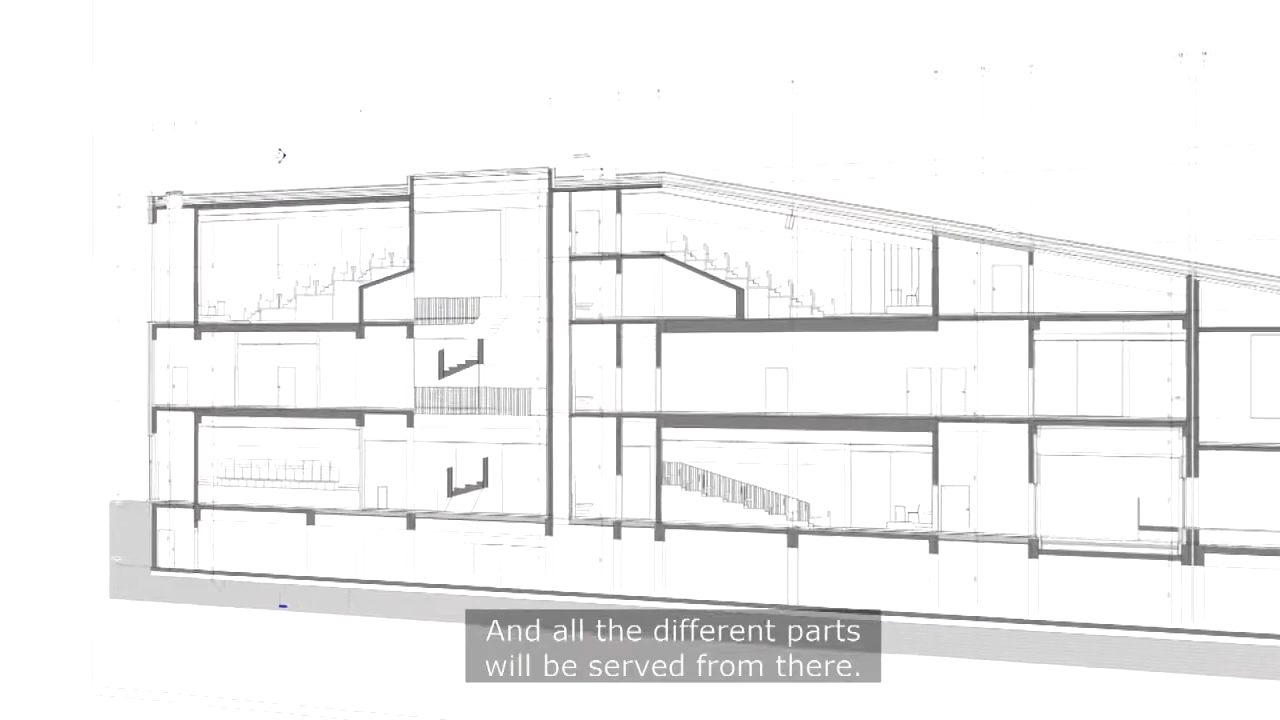 And all the different parts
will be served from there.